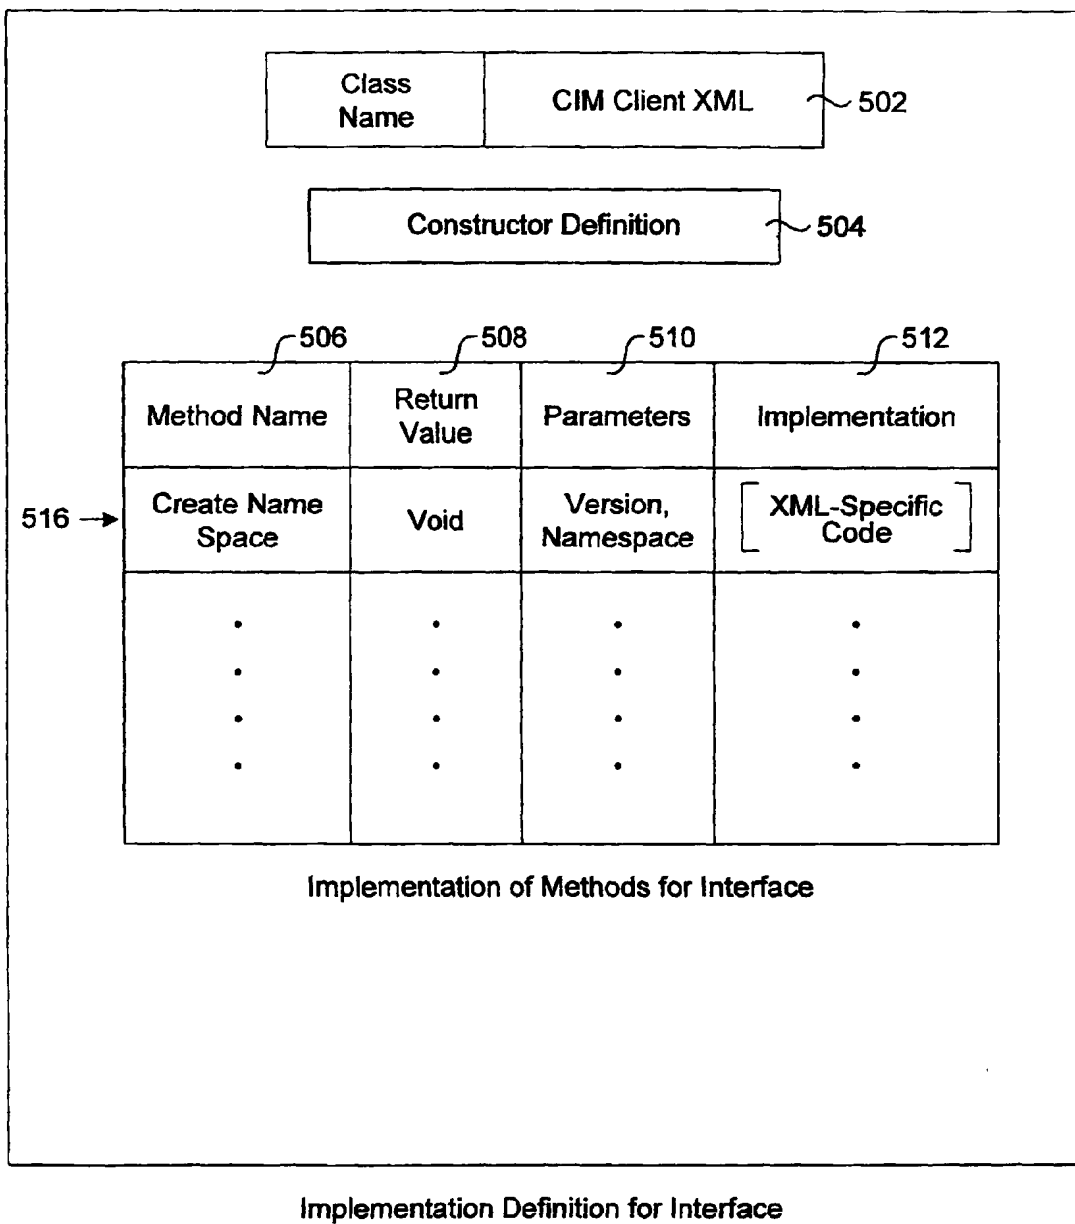 Class
Name
CIM Client XML
502
Constructor Definition
504
506
508
510
512
Method Name
Return
Value
Parameters
Implementation
516
Create Name
Space
Void
Version,
Namespace
XML-Specific
Code
Implementation of Methods for Interface
Implementation Definition for Interface